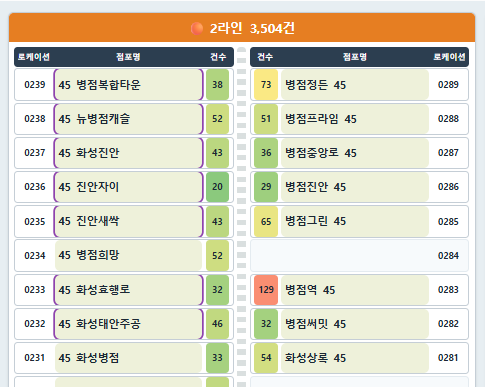 2라인 3,504건
로케이션 점포명 건수 건수 점포명 로케이션
0239 45 병점복합타운 38 73 병점정든 45 0289
0238 45 뉴병점캐슬 52 51 병점프라임 45 0288
0237 45 화성진안 43 36 병점중앙로 45 0287
0236 45 진안자이 20 29 병점진안 45 0286
0235 45 진안새싹 43 65 병점그린 45 0285
0234 45 병점희망 52 0284
0233 45 화성효행로 32 129 병점역 45 0283
0232 45 화성태안주공 46 32 병점써밋 45 0282
0231 45 화성병점 33 54 화성상록 45 0281